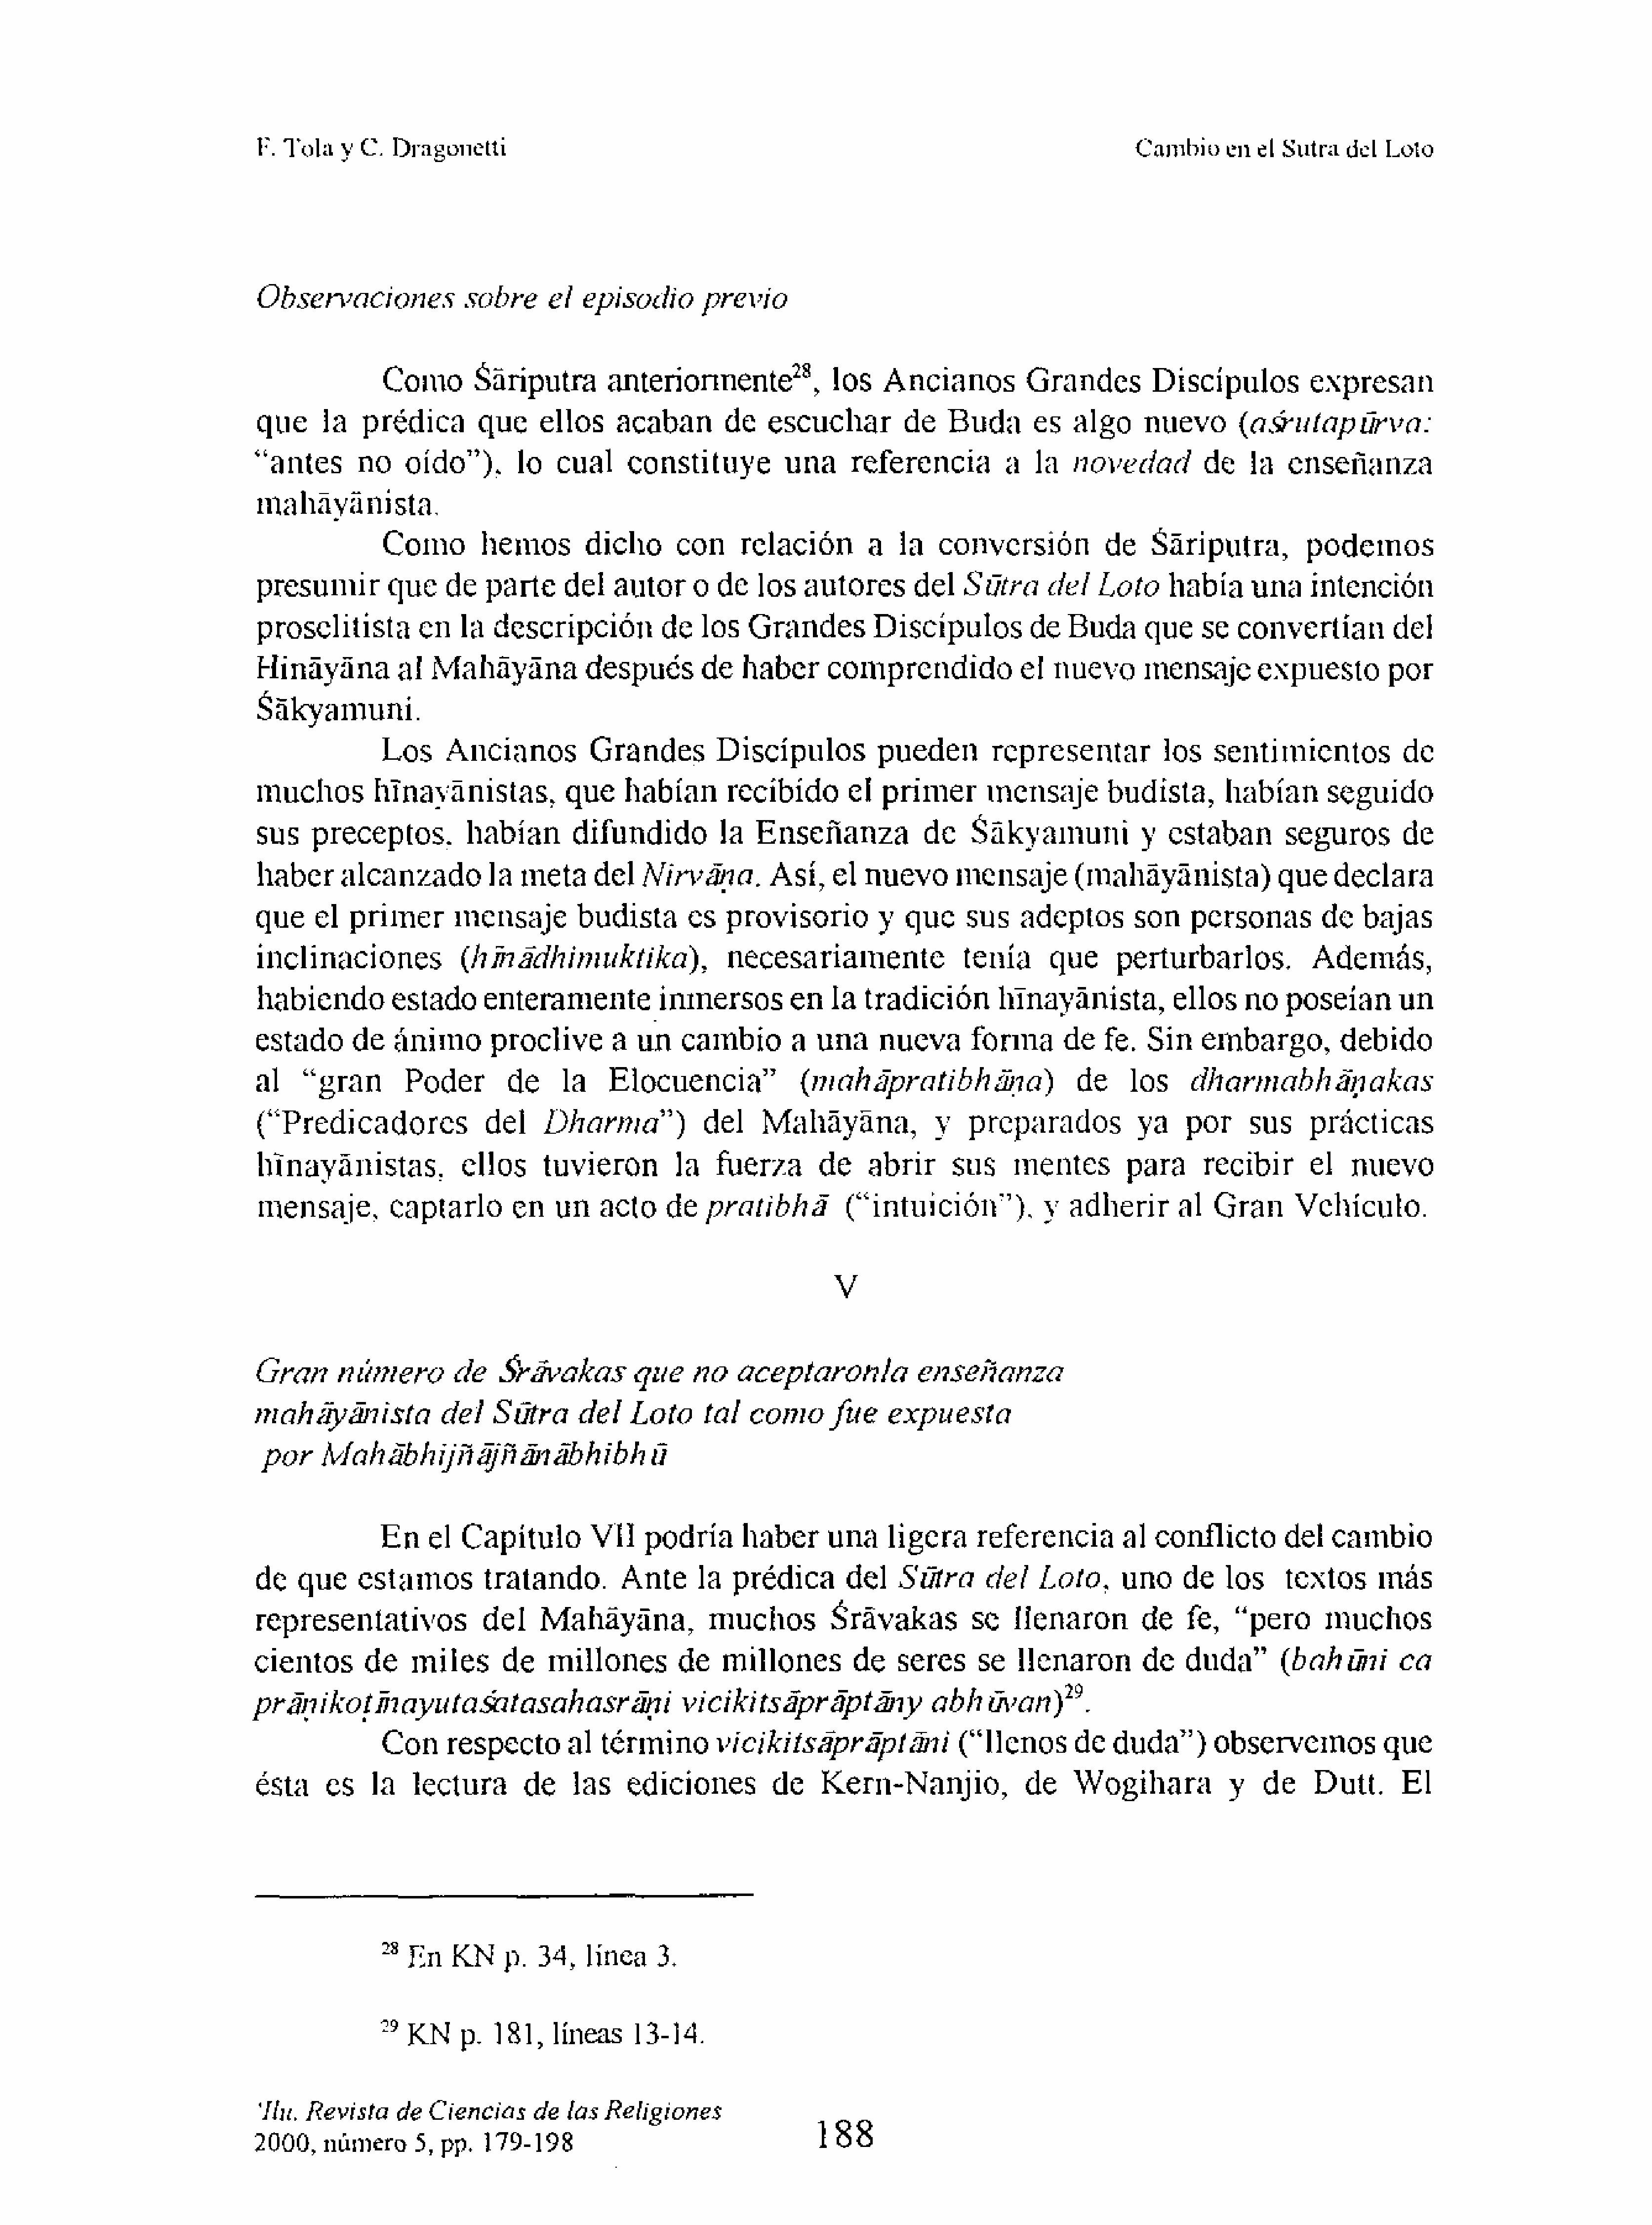 F. Tola y C. Dragonetti Cambio en el Sutra del Loto
Observaciones sobre el episodio previo
Como Śāriputra anteriormente²⁸, los Ancianos Grandes Discípulos expresan
que la prédica que ellos acaban de escuchar de Buda es algo nuevo (aśrutapūrva:
“antes no oído”), lo cual constituye una referencia a la novedad de la enseñanza
mahāyānista.
Como hemos dicho con relación a la conversión de Śāriputra, podemos
presumir que de parte del autor o de los autores del Sūtra del Loto había una intención
proselitista en la descripción de los Grandes Discípulos de Buda que se convertían del
Hināyāna al Mahāyāna después de haber comprendido el nuevo mensaje expuesto por
Śākyamuni.
Los Ancianos Grandes Discípulos pueden representar los sentimientos de
muchos hīnayānistas, que habían recibido el primer mensaje budista, habían seguido
sus preceptos, habían difundido la Enseñanza de Śākyamuni y estaban seguros de
haber alcanzado la meta del Nirvāṇa. Así, el nuevo mensaje (mahāyānista) que declara
que el primer mensaje budista es provisorio y que sus adeptos son personas de bajas
inclinaciones (hīnādhimuktika), necesariamente tenía que perturbarlos. Además,
habiendo estado enteramente inmersos en la tradición hīnayānista, ellos no poseían un
estado de ánimo proclive a un cambio a una nueva forma de fe. Sin embargo, debido
al “gran Poder de la Elocuencia” (mahāpratibhāṇa) de los dharmabhāṇakas
(“Predicadores del Dharma”) del Mahāyāna, y preparados ya por sus prácticas
hīnayānistas, ellos tuvieron la fuerza de abrir sus mentes para recibir el nuevo
mensaje, captarlo en un acto de pratibhā (“intuición”), y adherir al Gran Vehículo.
V
Gran número de Śrāvakas que no aceptaronla enseñanza
mahāyānista del Sūtra del Loto tal como fue expuesta
por Mahābhijñājñānābhibhū
En el Capítulo VII podría haber una ligera referencia al conflicto del cambio
de que estamos tratando. Ante la prédica del Sūtra del Loto, uno de los textos más
representativos del Mahāyāna, muchos Śrāvakas se llenaron de fe, “pero muchos
cientos de miles de millones de millones de seres se llenaron de duda” (bahūni ca
prāṇikoṭīnayutaśatasahasrāṇi vicikitsāprāptāny abhūvan)²⁹.
Con respecto al término vicikitsāprāptāni (“llenos de duda”) observemos que
ésta es la lectura de las ediciones de Kern-Nanjio, de Wogihara y de Dutt. El
²⁸ En KN p. 34, línea 3.
²⁹ KN p. 181, líneas 13-14.
'Ilu. Revista de Ciencias de las Religiones
2000, número 5, pp. 179-198 188